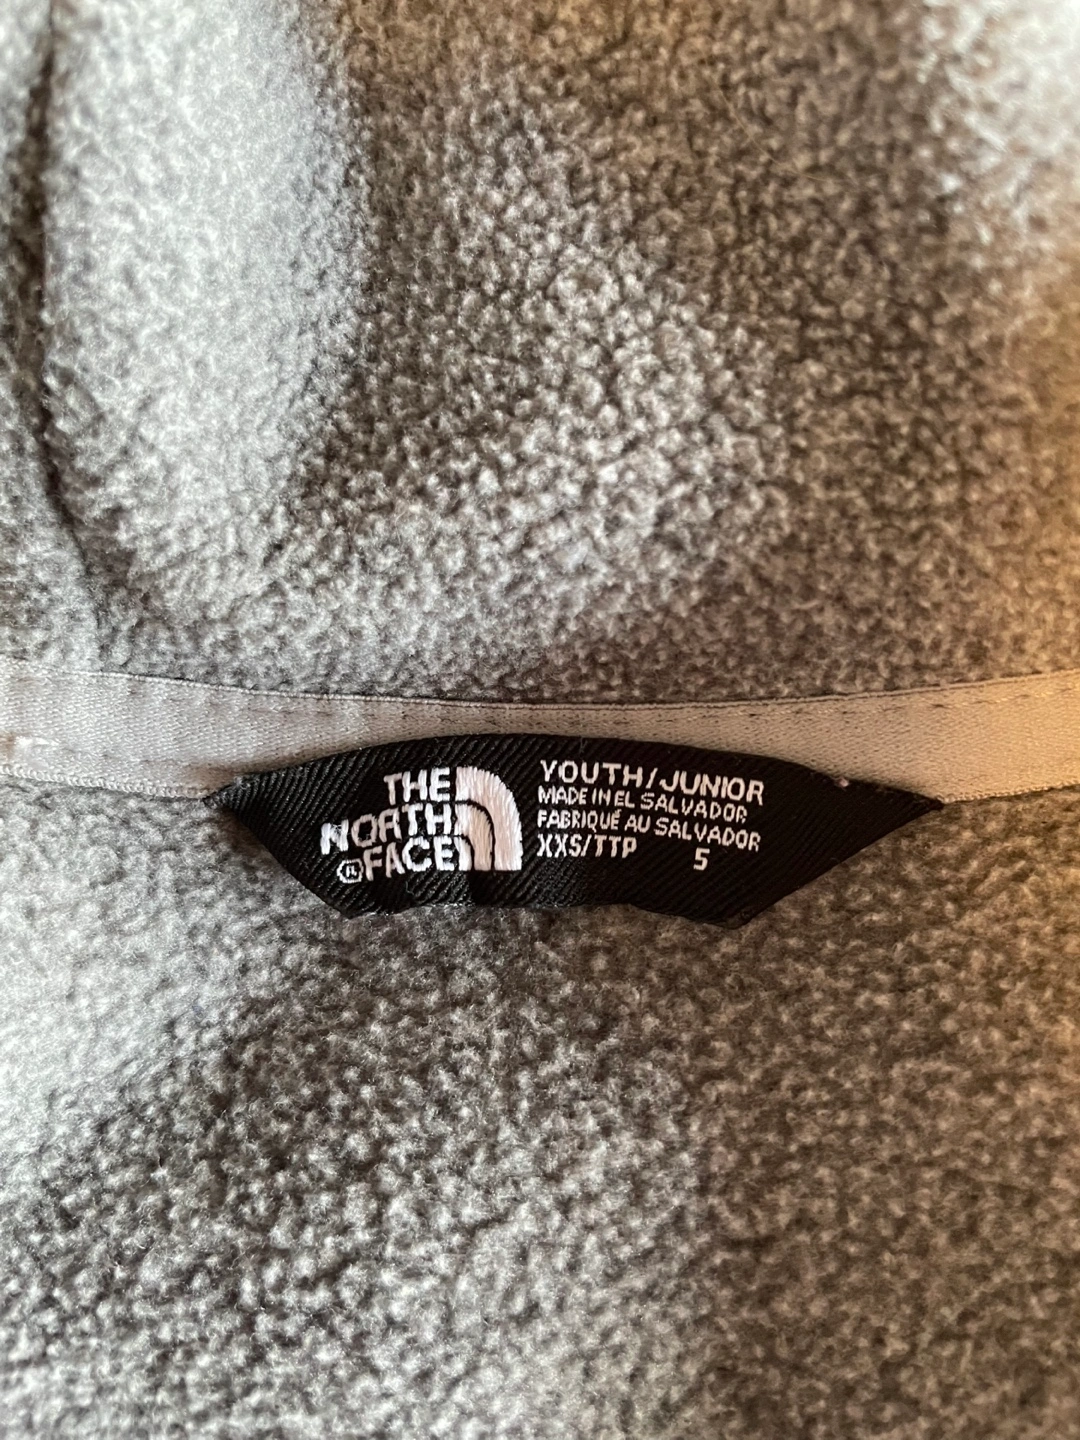 THE
NORTH
® FACE
YOUTH/JUNIOR
MADE IN EL SALVADOR
FABRIQUÉ AU SALVADOR
XXS/TTP 5